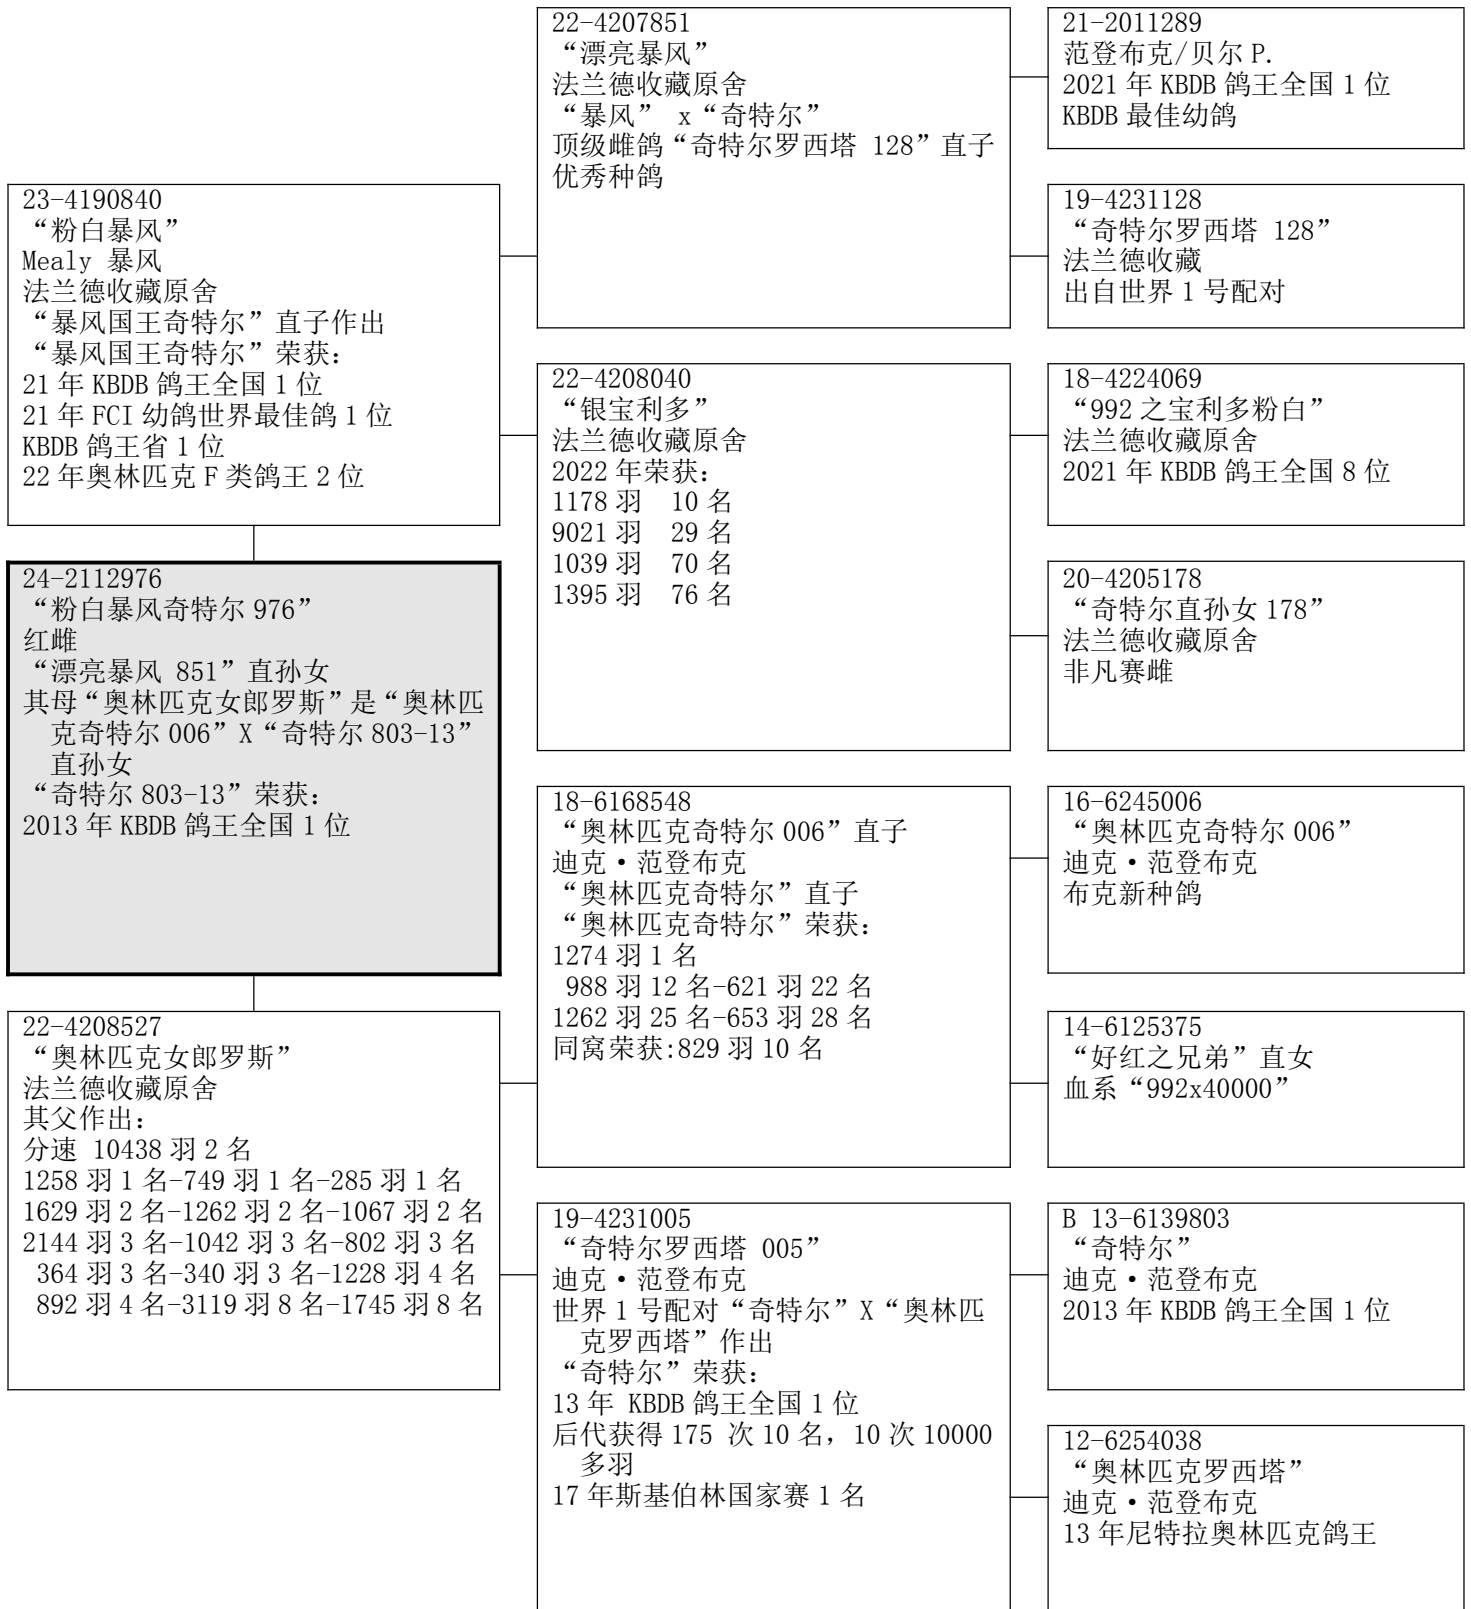 23-4190840
“粉白暴风”
Mealy 暴风
法兰德收藏原舍
“暴风国王奇特尔”直子作出
“暴风国王奇特尔”荣获：
21 年 KBDB 鸽王全国 1 位
21 年 FCI 幼鸽世界最佳鸽 1 位
KBDB 鸽王省 1 位
22 年奥林匹克 F 类鸽王 2 位
24-2112976
“粉白暴风奇特尔 976”
红雌
“漂亮暴风 851”直孙女
其母“奥林匹克女郎罗斯”是“奥林匹
克奇特尔 006”X“奇特尔 803-13”
直孙女
“奇特尔 803-13”荣获：
2013 年 KBDB 鸽王全国 1 位
22-4208527
“奥林匹克女郎罗斯”
法兰德收藏原舍
其父作出：
分速 10438 羽 2 名
1258 羽 1 名-749 羽 1 名-285 羽 1 名
1629 羽 2 名-1262 羽 2 名-1067 羽 2 名
2144 羽 3 名-1042 羽 3 名-802 羽 3 名
364 羽 3 名-340 羽 3 名-1228 羽 4 名
892 羽 4 名-3119 羽 8 名-1745 羽 8 名
22-4207851
“漂亮暴风”
法兰德收藏原舍
“暴风” x“奇特尔”
顶级雌鸽“奇特尔罗西塔 128”直子
优秀种鸽
22-4208040
“银宝利多”
法兰德收藏原舍
2022 年荣获：
1178 羽 10 名
9021 羽 29 名
1039 羽 70 名
1395 羽 76 名
18-6168548
“奥林匹克奇特尔 006”直子
迪克·范登布克
“奥林匹克奇特尔”直子
“奥林匹克奇特尔”荣获：
1274 羽 1 名
988 羽 12 名-621 羽 22 名
1262 羽 25 名-653 羽 28 名
同窝荣获:829 羽 10 名
19-4231005
“奇特尔罗西塔 005”
迪克·范登布克
世界 1 号配对“奇特尔”X“奥林匹
克罗西塔”作出
“奇特尔”荣获：
13 年 KBDB 鸽王全国 1 位
后代获得 175 次 10 名，10 次 10000
多羽
17 年斯基伯林国家赛 1 名
21-2011289
范登布克/贝尔 P.
2021 年 KBDB 鸽王全国 1 位
KBDB 最佳幼鸽
19-4231128
“奇特尔罗西塔 128”
法兰德收藏
出自世界 1 号配对
18-4224069
“992 之宝利多粉白”
法兰德收藏原舍
2021 年 KBDB 鸽王全国 8 位
20-4205178
“奇特尔直孙女 178”
法兰德收藏原舍
非凡赛雌
16-6245006
“奥林匹克奇特尔 006”
迪克·范登布克
布克新种鸽
14-6125375
“好红之兄弟”直女
血系“992x40000”
B 13-6139803
“奇特尔”
迪克·范登布克
2013 年 KBDB 鸽王全国 1 位
12-6254038
“奥林匹克罗西塔”
迪克·范登布克
13 年尼特拉奥林匹克鸽王